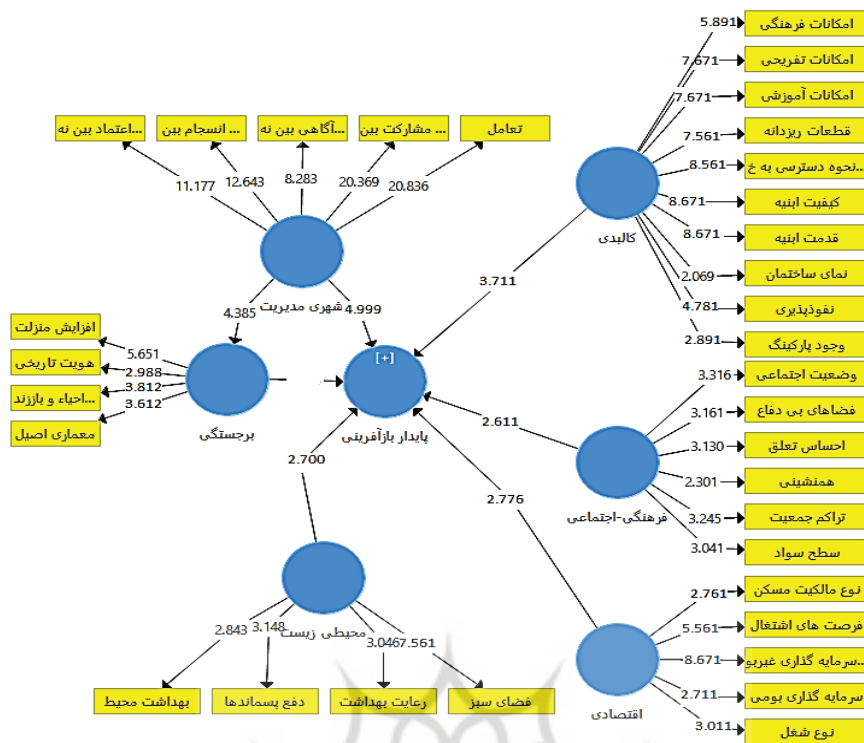 5.891
امکانات فرهنگی
7.671
امکانات تفریحی
7.671
امکانات آموزشی
7.561
قطعات ریزدانه
8.561
نحوه دسترسی به خ...
8.671
کیفیت ابنیه
8.671
قدمت ابنیه
2.069
نمای ساختمان
4.781
نفوذپذیری
2.891
وجود پارکینگ
کالبدی
3.711
تعامل
مشارکت بین ...
آگاهی بین نه...
انسجام بین ...
اعتماد بین نه...
20.836
20.369
8.283
12.643
11.177
شهری مدیریت
4.385
4.999
افزایش منزلت
5.651
هویت تاریخی
2.988
احیاء و باززند...
3.812
معماری اصیل
3.612
برجستگی
[+]
پایدار بازآفرینی
3.316
وضعیت اجتماعی
3.161
فضاهای بی دفاع
3.130
احساس تعلق
2.301
همنشینی
3.245
تراکم جمعیت
3.041
سطح سواد
فرهنگی-اجتماعی
2.611
2.700
2.776
محیطی زیست
2.843
3.148
3.046
7.561
بهداشت محیط
دفع پسماندها
رعایت بهداشت
فضای سبز
2.761
نوع مالکیت مسکن
5.561
فرصت های اشتغال
8.671
سرمایه گذاری غیربو...
2.711
سرمایه گذاری بومی
3.011
نوع شغل
اقتصادی